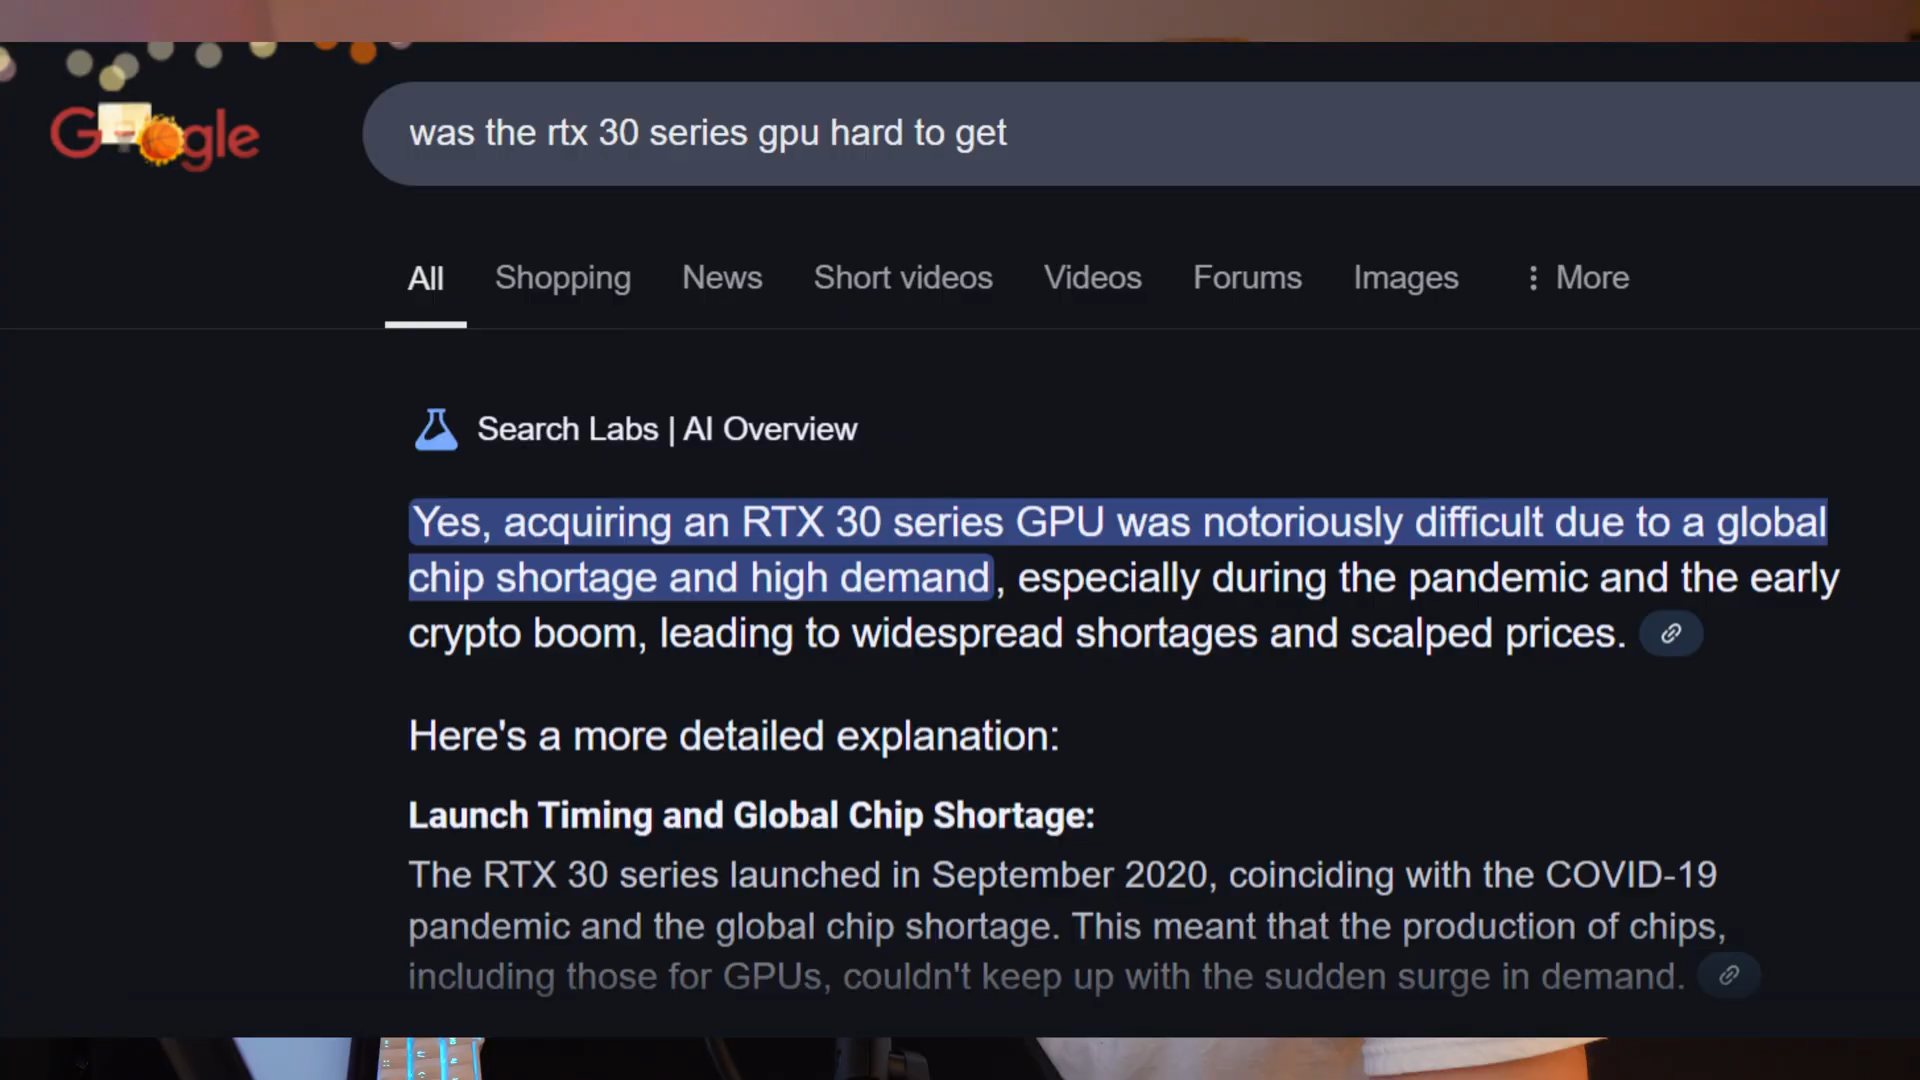 Google
was the rtx 30 series gpu hard to get
All Shopping News Short videos Videos Forums Images More
Search Labs | AI Overview
Yes, acquiring an RTX 30 series GPU was notoriously difficult due to a global
chip shortage and high demand, especially during the pandemic and the early
crypto boom, leading to widespread shortages and scalped prices.
Here's a more detailed explanation:
Launch Timing and Global Chip Shortage:
The RTX 30 series launched in September 2020, coinciding with the COVID-19
pandemic and the global chip shortage. This meant that the production of chips,
including those for GPUs, couldn't keep up with the sudden surge in demand.